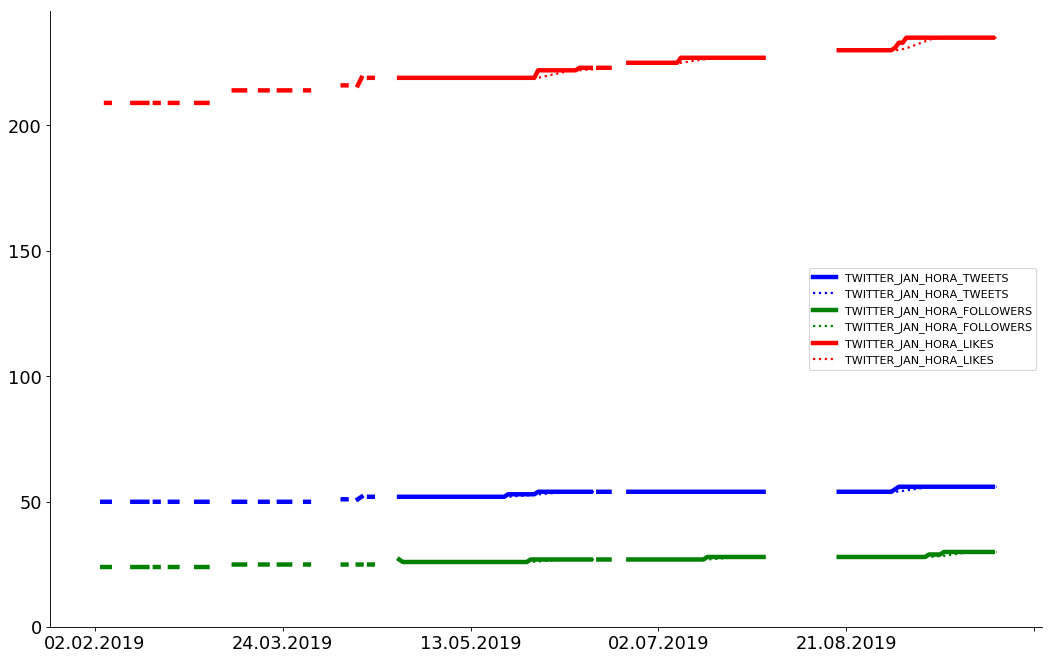 200
150
100
50
0
02.02.2019 24.03.2019 13.05.2019 02.07.2019 21.08.2019
TWITTER_JAN_HORA_TWEETS
TWITTER_JAN_HORA_TWEETS
TWITTER_JAN_HORA_FOLLOWERS
TWITTER_JAN_HORA_FOLLOWERS
TWITTER_JAN_HORA_LIKES
TWITTER_JAN_HORA_LIKES